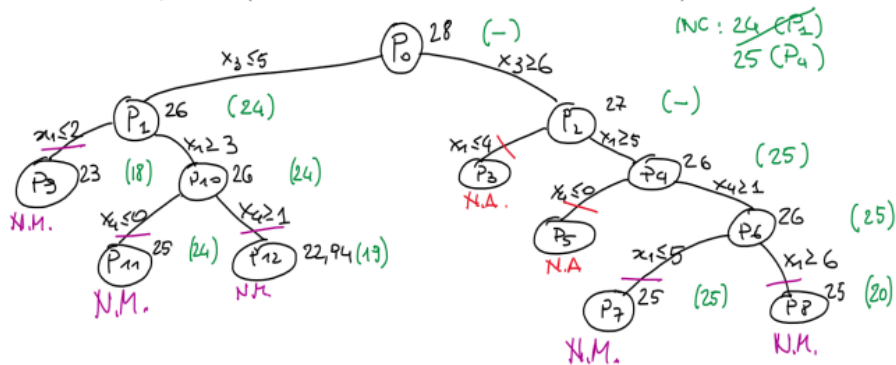 P0 28 (-) INC: 24 (P1)
25 (P4)
x3≤5 x3≥6
P1 26 (24) P2 27 (-)
x1≤2 x1≥3 x1≤4 x1≥5
P9 23 (18) P10 26 (24) P3 P4 26 (25)
N.M. N.A.
x4≤0 x4≥1 x4≤0 x4≥1
P11 25 (24) P12 22,94 (19) P5 P6 26 (25)
N.M. N.M. N.A
x1≤5 x1≥6
P7 25 (25) P8 25 (20)
N.M. N.M.